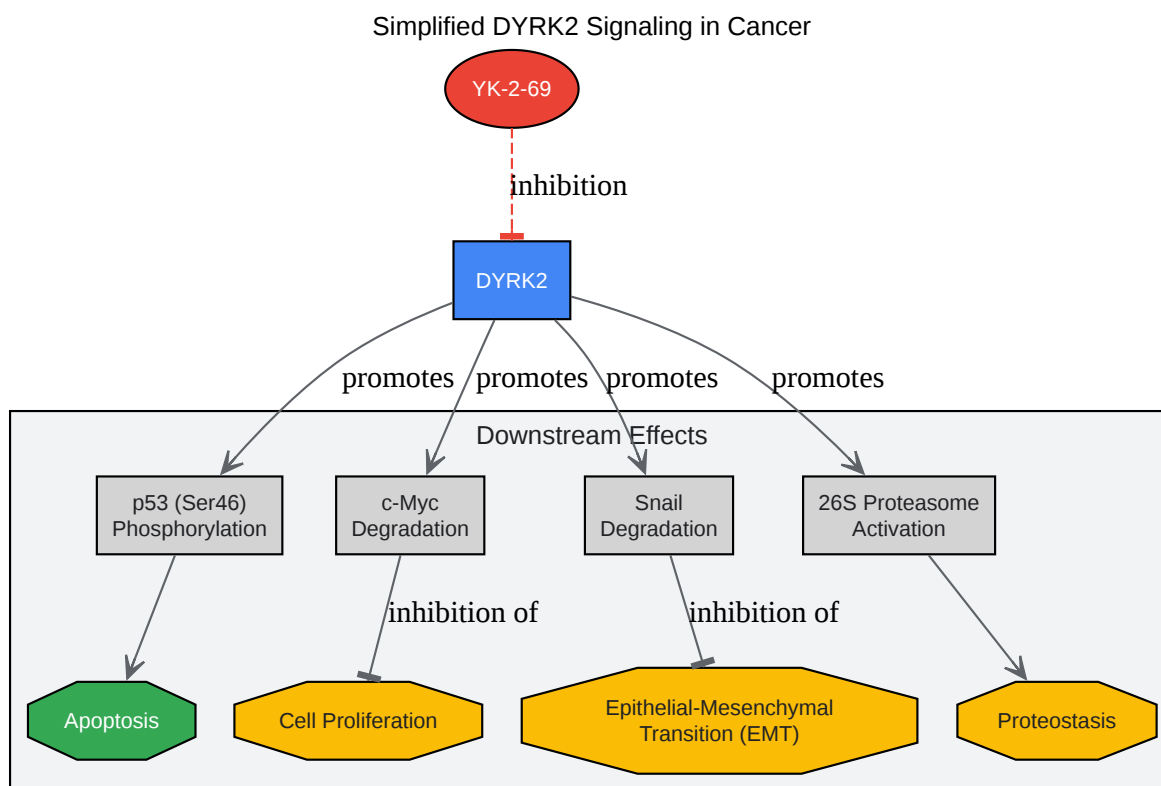 Simplified DYRK2 Signaling in Cancer
YK-2-69
inhibition
DYRK2
promotes
promotes
promotes
promotes
Downstream Effects
p53 (Ser46)
Phosphorylation
c-Myc
Degradation
Snail
Degradation
26S Proteasome
Activation
inhibition of
inhibition of
Apoptosis
Cell Proliferation
Epithelial-Mesenchymal
Transition (EMT)
Proteostasis